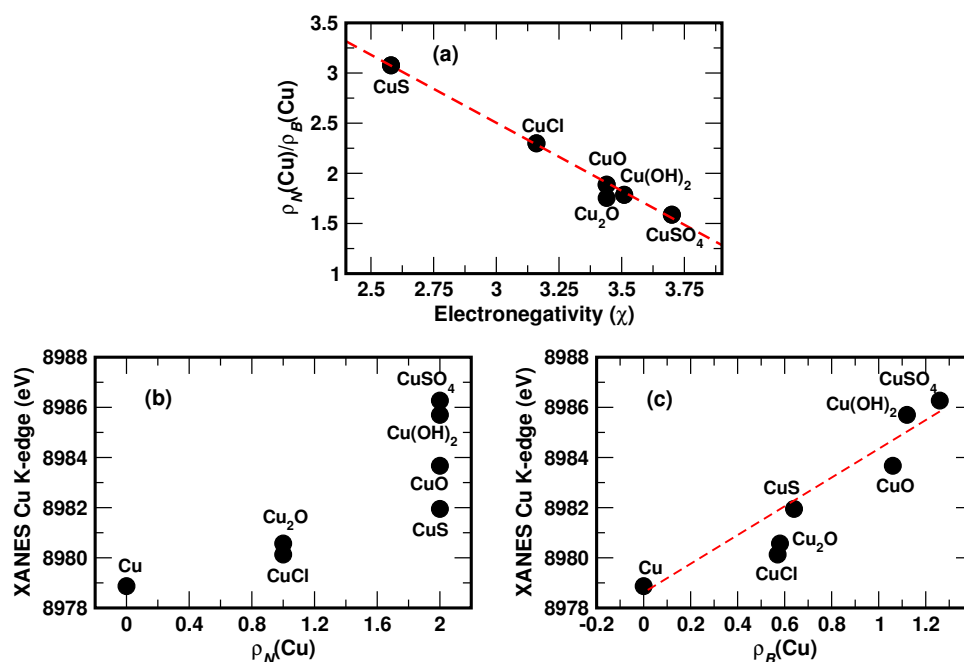 (a)
3.5
3
2.5
2
1.5
1
ρN(Cu)/ρB(Cu)
CuS
CuCl
CuO
Cu(OH)2
Cu2O
CuSO4
2.5 2.75 3 3.25 3.5 3.75
Electronegativity (χ)
(b)
8988
8986
8984
8982
8980
8978
XANES Cu K-edge (eV)
CuSO4
Cu(OH)2
CuO
CuS
Cu2O
CuCl
Cu
0 0.4 0.8 1.2 1.6 2
ρN(Cu)
(c)
8988
8986
8984
8982
8980
8978
XANES Cu K-edge (eV)
CuSO4
Cu(OH)2
CuO
CuS
Cu2O
CuCl
Cu
-0.2 0 0.2 0.4 0.6 0.8 1 1.2
ρB(Cu)